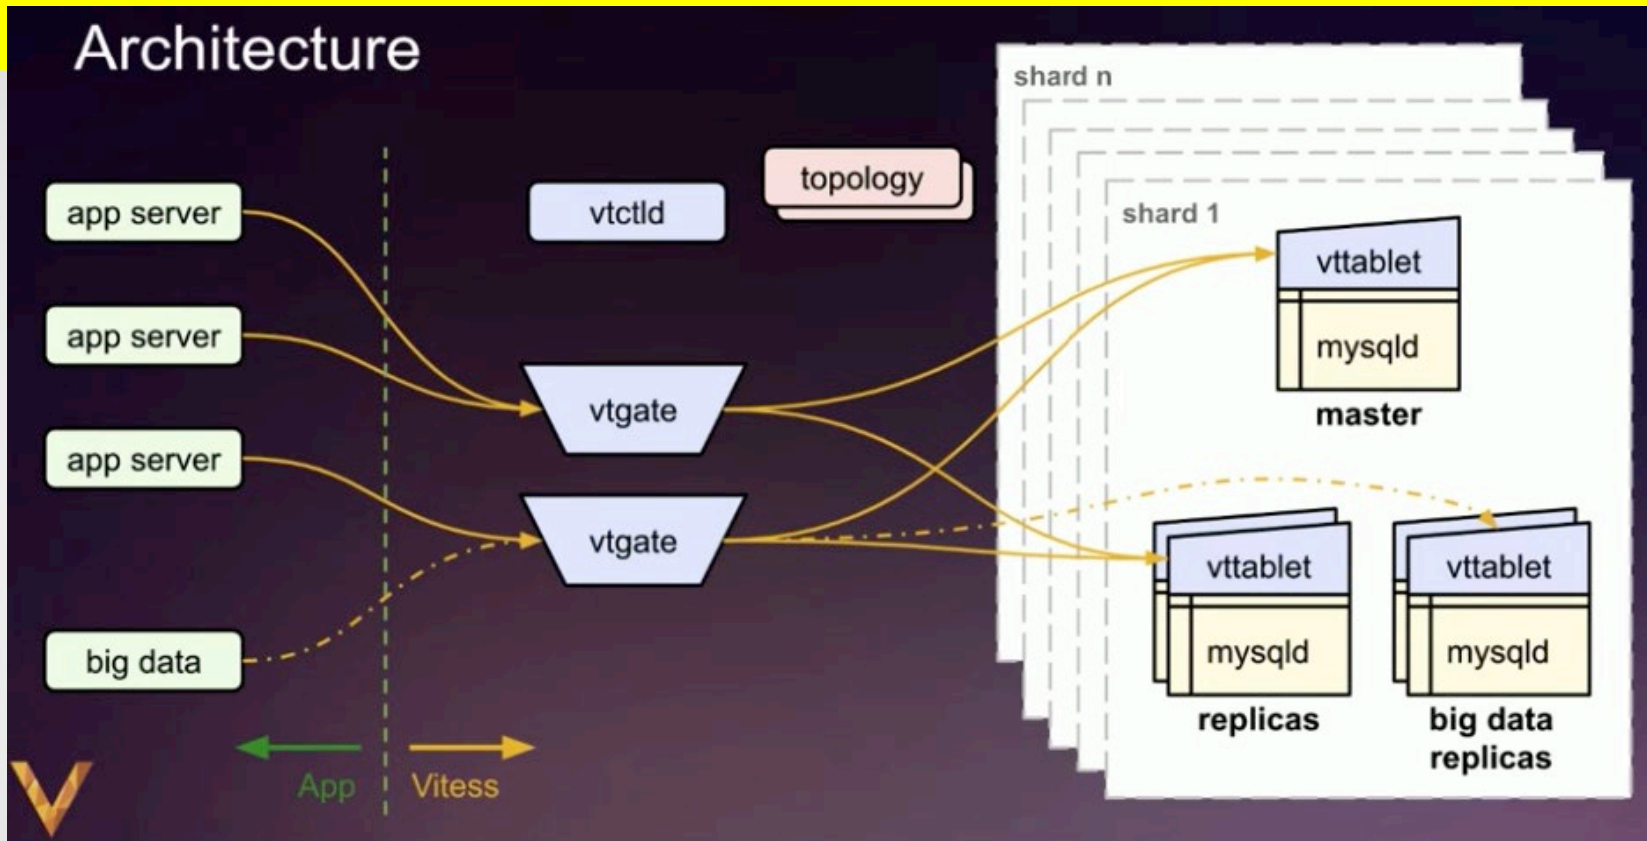 Architecture
shard n
topology
app server
vtctld
shard 1
vttablet
app server
mysqld
vtgate
master
app server
vtgate
vttablet
vttablet
big data
mysqld
mysqld
replicas
big data
replicas
App
Vitess